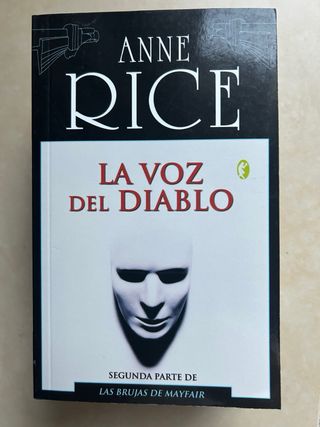 ANNE
RICE
LA VOZ
DEL DIABLO
SEGUNDA PARTE DE
LAS BRUJAS DE MAYFAIR